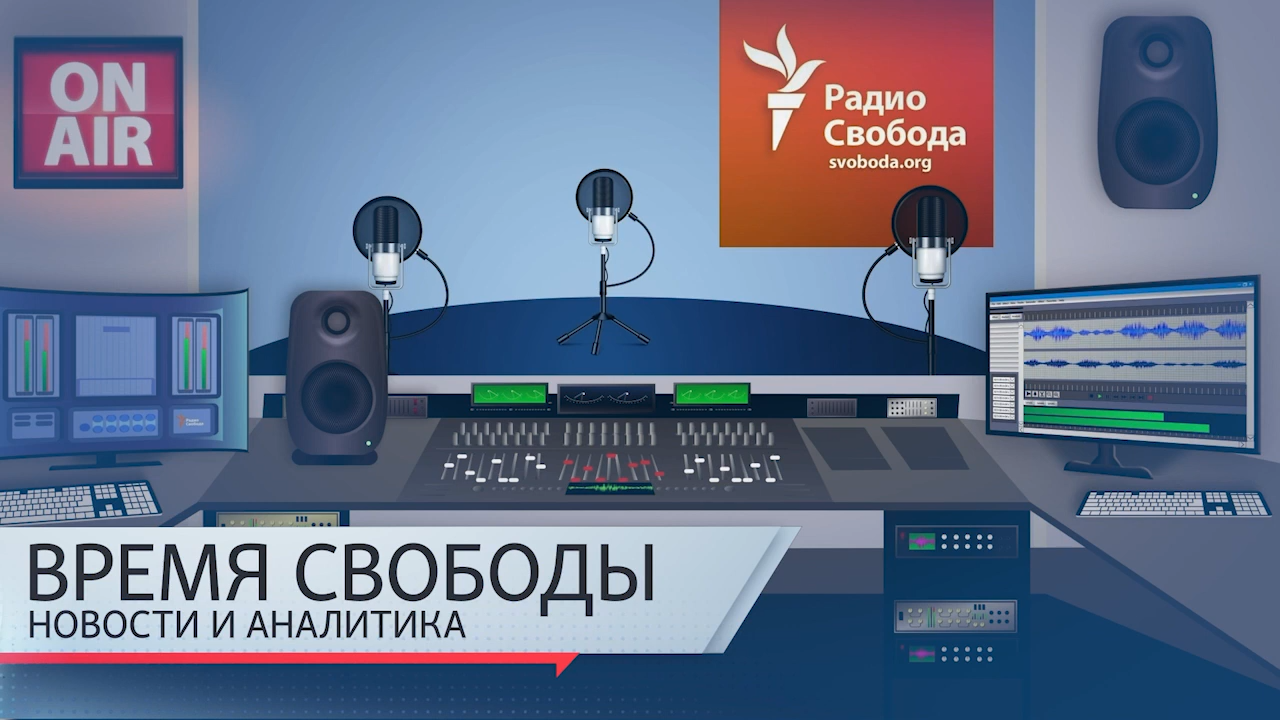 ON
AIR
Радио
Свобода
svoboda.org
ВРЕМЯ СВОБОДЫ
НОВОСТИ И АНАЛИТИКА